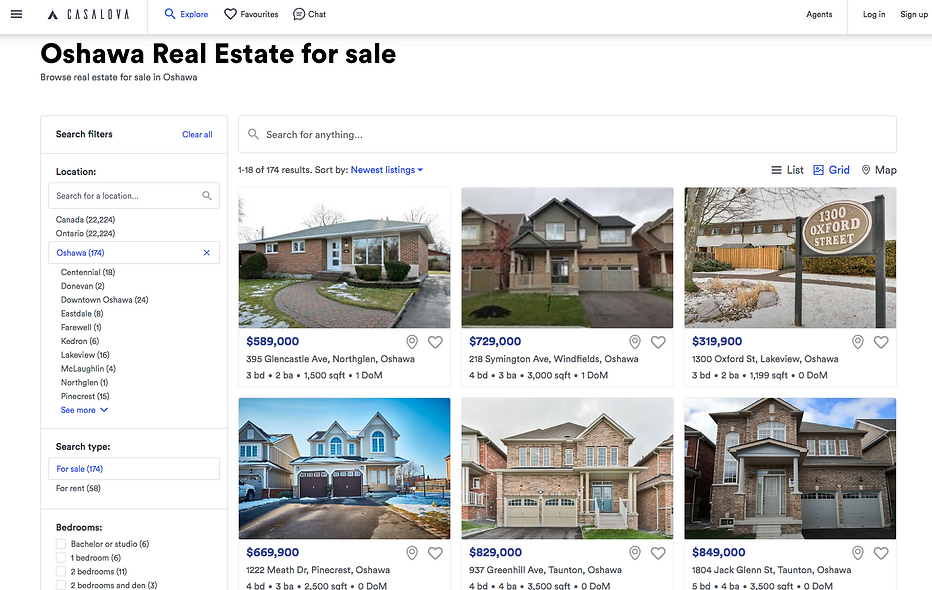 CASALOVA
Explore
Favourites
Chat
Agents
Log in
Sign up
Oshawa Real Estate for sale
Browse real estate for sale in Oshawa
Search filters
Clear all
Location:
Search for a location...
Canada (22,224)
Ontario (22,224)
Oshawa (174)
Centennial (18)
Donevan (2)
Downtown Oshawa (24)
Eastdale (8)
Farewell (1)
Kedron (6)
Lakeview (16)
McLaughlin (4)
Northglen (1)
Pinecrest (15)
See more
Search type:
For sale (174)
For rent (58)
Bedrooms:
Bachelor or studio (6)
1 bedroom (6)
2 bedrooms (11)
2 bedrooms and den (3)
Search for anything...
1-18 of 174 results. Sort by: Newest listings
List
Grid
Map
$589,000
395 Glencastle Ave, Northglen, Oshawa
3 bd • 2 ba • 1,500 sqft • 1 DoM
$729,000
218 Symington Ave, Windfields, Oshawa
4 bd • 3 ba • 3,000 sqft • 1 DoM
1300
OXFORD
STREET
$319,900
1300 Oxford St, Lakeview, Oshawa
3 bd • 2 ba • 1,199 sqft • 0 DoM
$669,900
1222 Meath Dr, Pinecrest, Oshawa
4 bd • 3 ba • 2,500 sqft • 0 DoM
$829,000
937 Greenhill Ave, Taunton, Oshawa
4 bd • 4 ba • 3,500 sqft • 0 DoM
$849,000
1804 Jack Glenn St, Taunton, Oshawa
5 bd • 4 ba • 3,500 sqft • 0 DoM